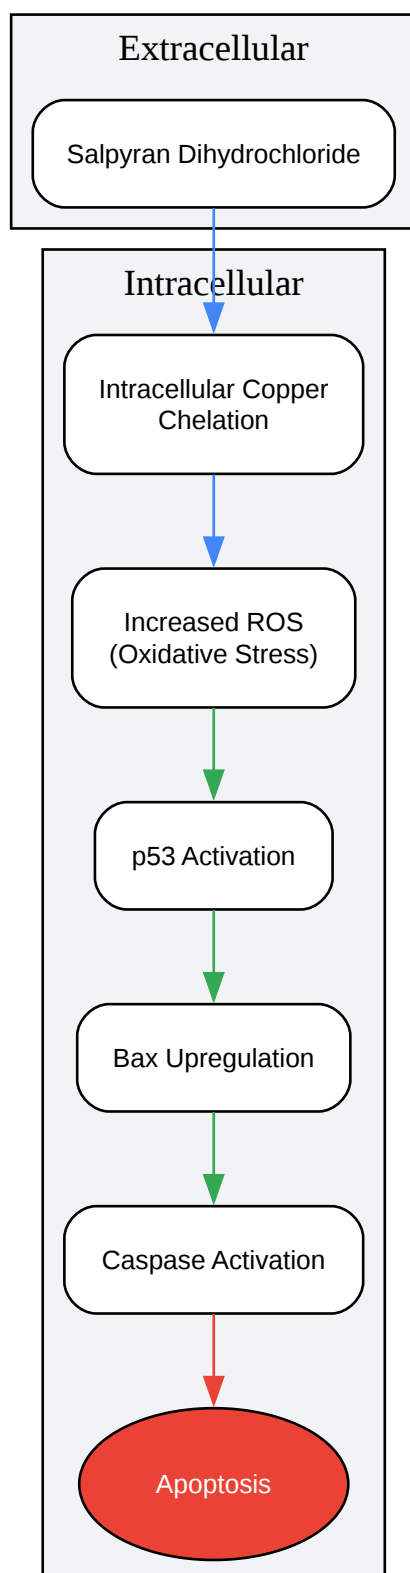 Extracellular
Salpyran Dihydrochloride
Intracellular
Intracellular Copper
Chelation
Increased ROS
(Oxidative Stress)
p53 Activation
Bax Upregulation
Caspase Activation
Apoptosis